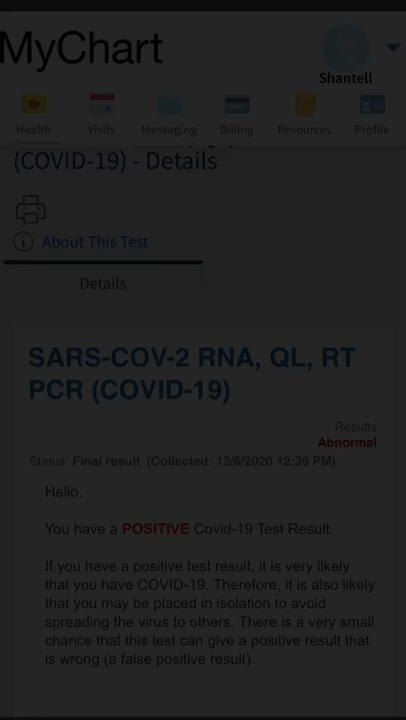 MyChart
Shantell
Health Visits Messaging Billing Resources Profile
(COVID-19) - Details
About This Test
Details
SARS-COV-2 RNA, QL, RT
PCR (COVID-19)
Results
Abnormal
Status: Final result (Collected: 12/6/2020 12:39 PM)
Hello,
You have a POSITIVE Covid-19 Test Result.
If you have a positive test result, it is very likely
that you have COVID-19. Therefore, it is also likely
that you may be placed in isolation to avoid
spreading the virus to others. There is a very small
chance that this test can give a positive result that
is wrong (a false positive result).